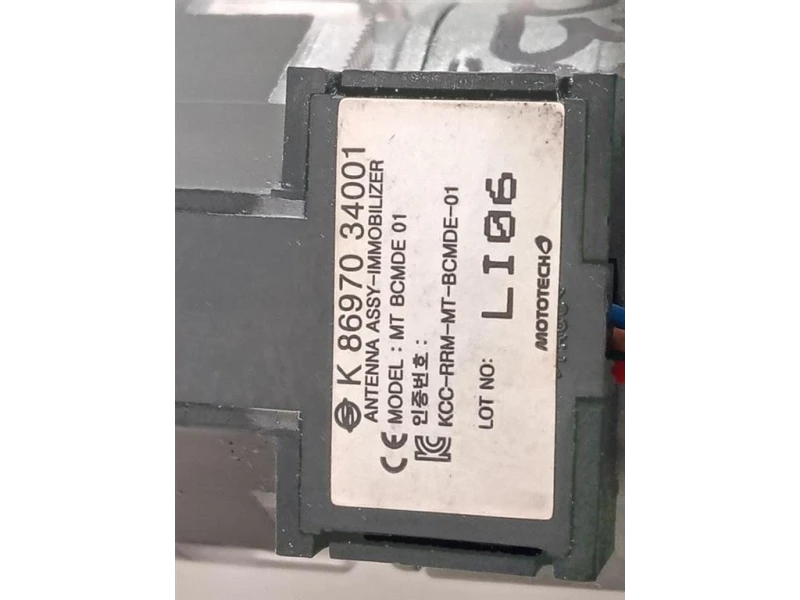 K 86970 34001
ANTENNA ASSY-IMMOBILIZER
CE MODEL : MT BCMDE 01
인증번호 :
KCC-RRM-MT-BCMDE-01
LOT NO: LI06
MOTOTECH